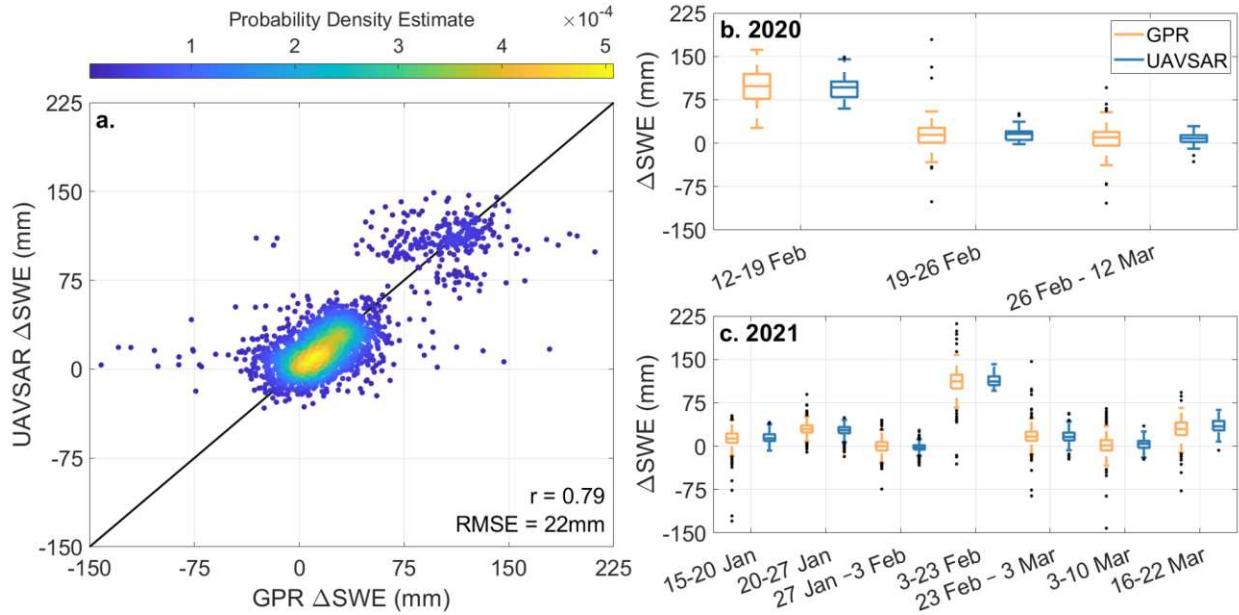 Probability Density Estimate
×10⁻⁴
1 2 3 4 5
a.
225
150
75
0
-75
-150
UAVSAR ΔSWE (mm)
r = 0.79
RMSE = 22mm
-150 -75 0 75 150 225
GPR ΔSWE (mm)
b. 2020
GPR
UAVSAR
225
150
75
0
-75
-150
ΔSWE (mm)
12-19 Feb
19-26 Feb
26 Feb - 12 Mar
c. 2021
225
150
75
0
-75
-150
ΔSWE (mm)
15-20 Jan
20-27 Jan
27 Jan –3 Feb
3-23 Feb
23 Feb – 3 Mar
3-10 Mar
16-22 Mar